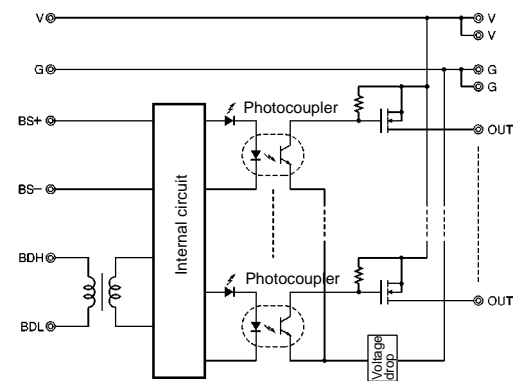 V
V
V
G
G
G
Photocoupler
BS+
OUT
BS−
Internal circuit
BDH
Photocoupler
OUT
BDL
Voltage
drop